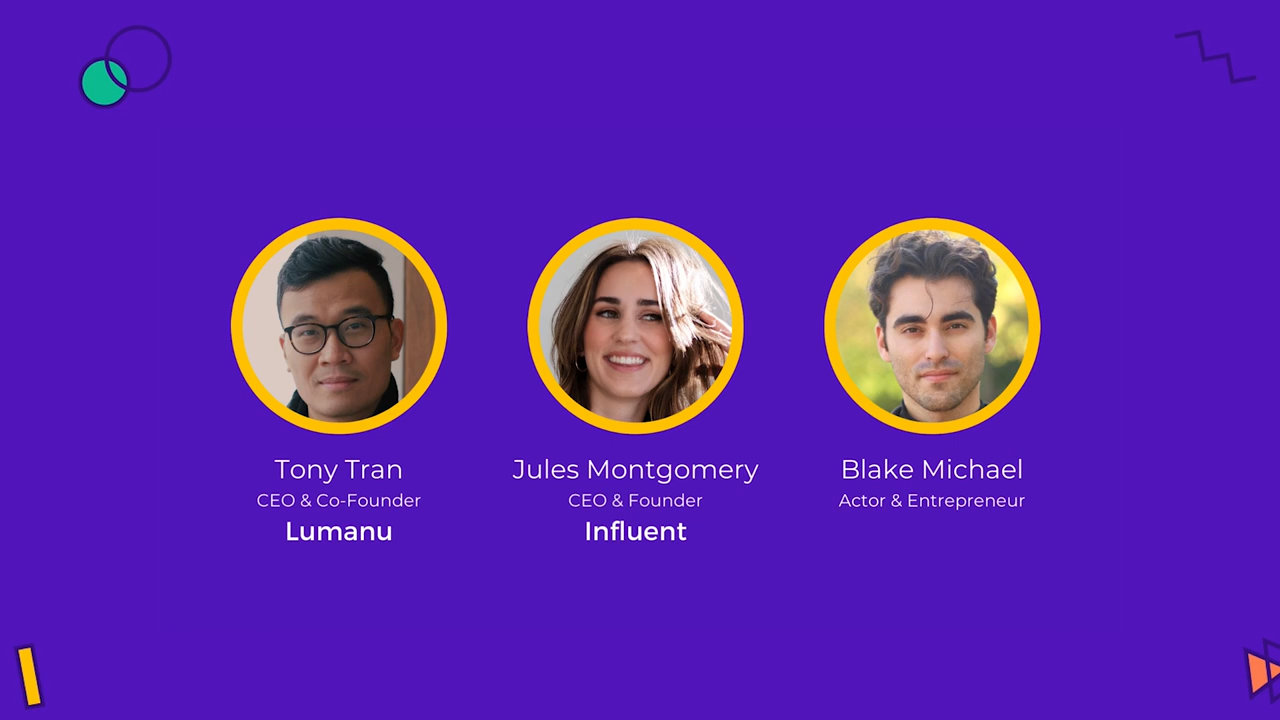 Tony Tran
CEO & Co-Founder
Lumanu
Jules Montgomery
CEO & Founder
Influent
Blake Michael
Actor & Entrepreneur